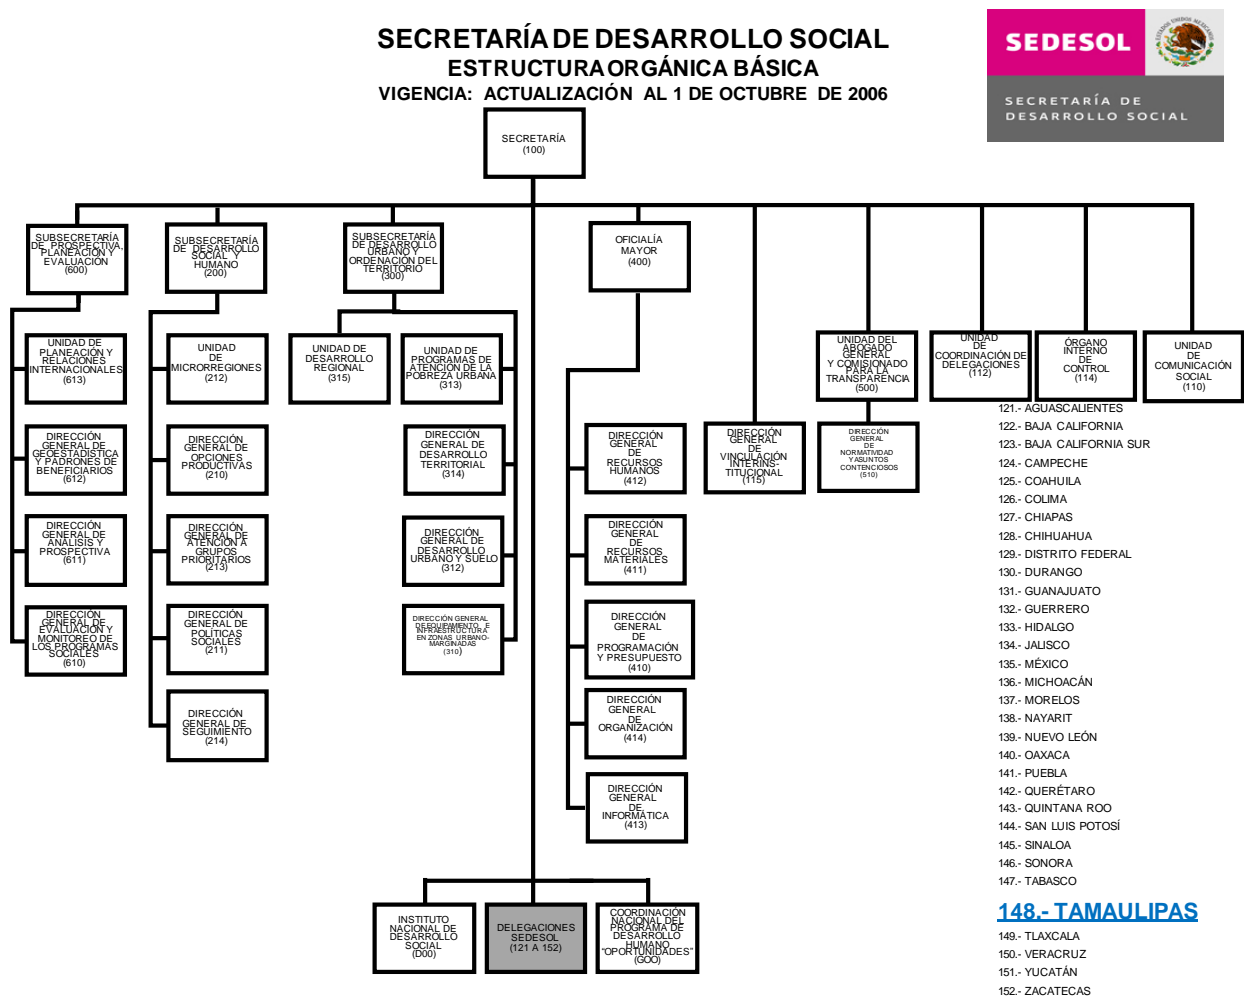 SECRETARÍA DE DESARROLLO SOCIAL
ESTRUCTURA ORGÁNICA BÁSICA
VIGENCIA: ACTUALIZACIÓN AL 1 DE OCTUBRE DE 2006
SEDESOL
ESTADOS UNIDOS MEXICANOS
SECRETARÍA DE
DESARROLLO SOCIAL
SECRETARÍA
(100)
SUBSECRETARÍA
DE PROSPECTIVA,
PLANEACIÓN Y
EVALUACIÓN
(600)
SUBSECRETARÍA
DE DESARROLLO
SOCIAL Y
HUMANO
(200)
SUBSECRETARÍA
DE DESARROLLO
URBANO Y
ORDENACIÓN DEL
TERRITORIO
(300)
OFICIALÍA
MAYOR
(400)
UNIDAD DE
PLANEACIÓN Y
RELACIONES
INTERNACIONALES
(613)
UNIDAD
DE
MICRORREGIONES
(212)
UNIDAD DE
DESARROLLO
REGIONAL
(315)
UNIDAD DE
PROGRAMAS DE
ATENCIÓN DE LA
POBREZA URBANA
(313)
UNIDAD DEL
ABOGADO
GENERAL
Y COMISIONADO
PARA LA
TRANSPARENCIA
(500)
UNIDAD
DE
COORDINACIÓN DE
DELEGACIONES
(112)
ÓRGANO
INTERNO
DE
CONTROL
(114)
UNIDAD
DE
COMUNICACIÓN
SOCIAL
(110)
DIRECCIÓN
GENERAL DE
GEOESTADÍSTICA
Y PADRONES DE
BENEFICIARIOS
(612)
DIRECCIÓN
GENERAL DE
OPCIONES
PRODUCTIVAS
(210)
DIRECCIÓN
GENERAL DE
DESARROLLO
TERRITORIAL
(314)
DIRECCIÓN
GENERAL
DE
RECURSOS
HUMANOS
(412)
DIRECCIÓN
GENERAL
DE
VINCULACIÓN
INTERINS-
TITUCIONAL
(115)
DIRECCIÓN
GENERAL
DE
NORMATIVIDAD
Y ASUNTOS
CONTENCIOSOS
(510)
DIRECCIÓN
GENERAL DE
ANÁLISIS Y
PROSPECTIVA
(611)
DIRECCIÓN
GENERAL DE
ATENCIÓN A
GRUPOS
PRIORITARIOS
(213)
DIRECCIÓN
GENERAL DE
DESARROLLO
URBANO Y SUELO
(312)
DIRECCIÓN
GENERAL
DE
RECURSOS
MATERIALES
(411)
DIRECCIÓN
GENERAL DE
EVALUACIÓN Y
MONITOREO DE
LOS PROGRAMAS
SOCIALES
(610)
DIRECCIÓN
GENERAL DE
POLÍTICAS
SOCIALES
(211)
DIRECCIÓN GENERAL
DE EQUIPAMIENTO E
INFRAESTRUCTURA
EN ZONAS URBANO-
MARGINADAS
(310)
DIRECCIÓN
GENERAL
DE
PROGRAMACIÓN
Y PRESUPUESTO
(410)
DIRECCIÓN
GENERAL DE
SEGUIMIENTO
(214)
DIRECCIÓN
GENERAL
DE
ORGANIZACIÓN
(414)
DIRECCIÓN
GENERAL
DE
INFORMÁTICA
(413)
INSTITUTO
NACIONAL DE
DESARROLLO
SOCIAL
(D00)
DELEGACIONES
SEDESOL
(121 A 152)
COORDINACIÓN
NACIONAL DEL
PROGRAMA DE
DESARROLLO
HUMANO
"OPORTUNIDADES"
(GOO)
121.- AGUASCALIENTES
122.- BAJA CALIFORNIA
123.- BAJA CALIFORNIA SUR
124.- CAMPECHE
125.- COAHUILA
126.- COLIMA
127.- CHIAPAS
128.- CHIHUAHUA
129.- DISTRITO FEDERAL
130.- DURANGO
131.- GUANAJUATO
132.- GUERRERO
133.- HIDALGO
134.- JALISCO
135.- MÉXICO
136.- MICHOACÁN
137.- MORELOS
138.- NAYARIT
139.- NUEVO LEÓN
140.- OAXACA
141.- PUEBLA
142.- QUERÉTARO
143.- QUINTANA ROO
144.- SAN LUIS POTOSÍ
145.- SINALOA
146.- SONORA
147.- TABASCO
148.- TAMAULIPAS
149.- TLAXCALA
150.- VERACRUZ
151.- YUCATÁN
152.- ZACATECAS